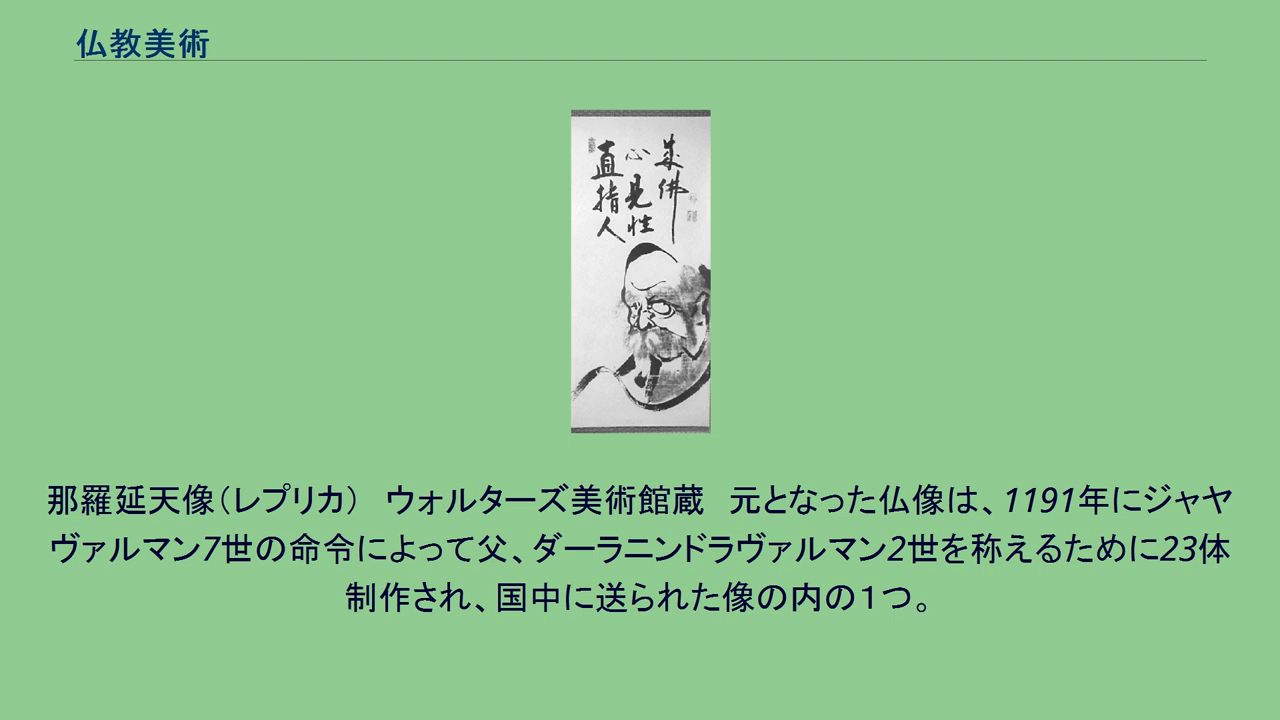 仏教美術
直指人
心見性
成佛
那羅延天像（レプリカ）　ウォルターズ美術館蔵　元となった仏像は、1191年にジャヤ
ヴァルマン7世の命令によって父、ダーラニンドラヴァルマン2世を称えるために23体
制作され、国中に送られた像の内の１つ。